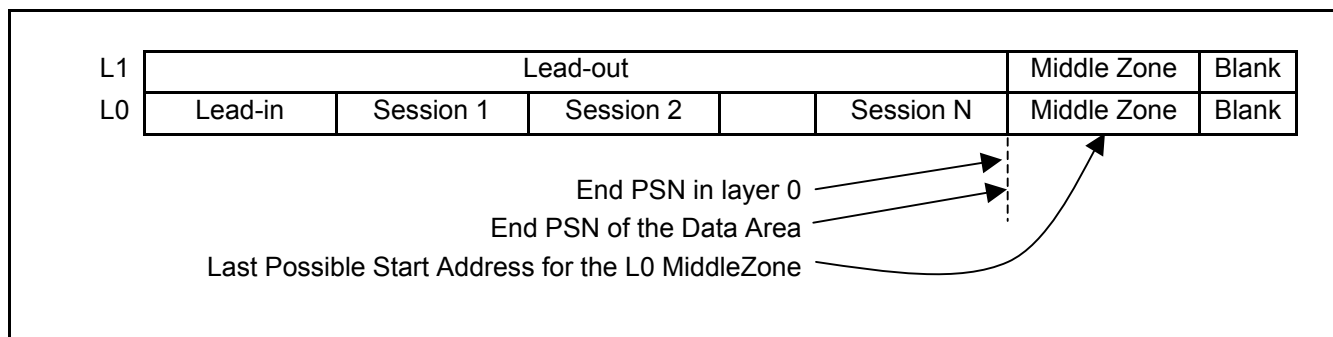 L1 Lead-out Middle Zone Blank
L0 Lead-in Session 1 Session 2 Session N Middle Zone Blank
End PSN in layer 0
End PSN of the Data Area
Last Possible Start Address for the L0 MiddleZone